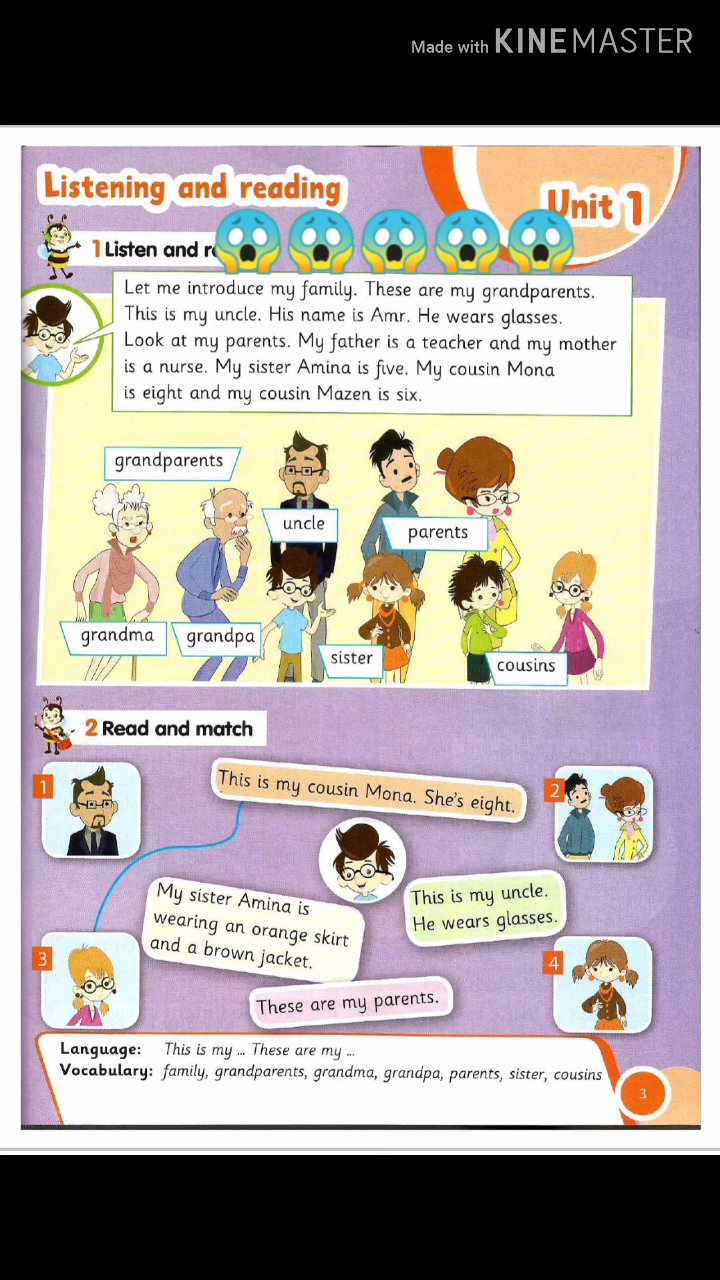 Made with KINEMASTER
Listening and reading
Unit 1
1 Listen and
Let me introduce my family. These are my grandparents.
This is my uncle. His name is Amr. He wears glasses.
Look at my parents. My father is a teacher and my mother
is a nurse. My sister Amina is five. My cousin Mona
is eight and my cousin Mazen is six.
grandparents
uncle
parents
grandma
grandpa
sister
cousins
2 Read and match
1
This is my cousin Mona. She's eight.
2
My sister Amina is
wearing an orange skirt
and a brown jacket.
This is my uncle.
He wears glasses.
3
4
These are my parents.
Language: This is my ... These are my ...
Vocabulary: family, grandparents, grandma, grandpa, parents, sister, cousins
3